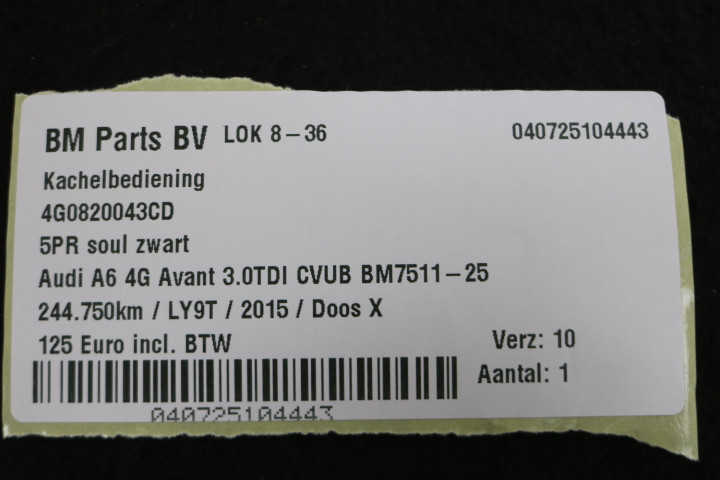 BM Parts BV LOK 8-36 040725104443
Kachelbediening
4G0820043CD
5PR soul zwart
Audi A6 4G Avant 3.0TDI CVUB BM7511-25
244.750km / LY9T / 2015 / Doos X
125 Euro incl. BTW Verz: 10
Aantal: 1
040725104443